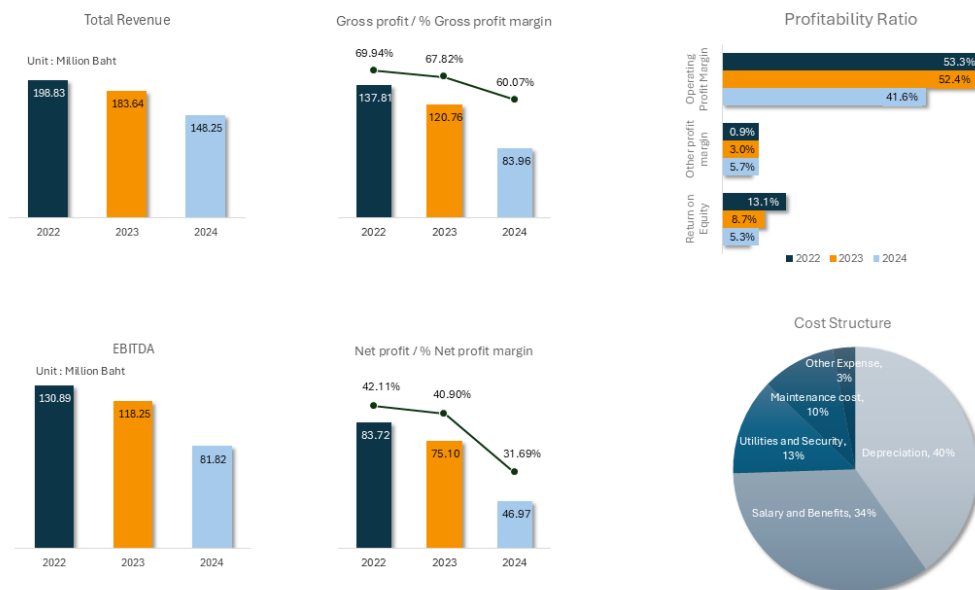 Total Revenue
Unit : Million Baht
198.83
183.64
148.25
2022
2023
2024
Gross profit / % Gross profit margin
69.94%
67.82%
60.07%
137.81
120.76
83.96
2022
2023
2024
Profitability Ratio
Operating
Profit Margin
53.3%
52.4%
41.6%
Other profit
margin
0.9%
3.0%
5.7%
Return on
Equity
13.1%
8.7%
5.3%
2022
2023
2024
EBITDA
Unit : Million Baht
130.89
118.25
81.82
2022
2023
2024
Net profit / % Net profit margin
42.11%
40.90%
31.69%
83.72
75.10
46.97
2022
2023
2024
Cost Structure
Other Expense,
3%
Maintenance cost,
10%
Utilities and Security,
13%
Depreciation, 40%
Salary and Benefits, 34%